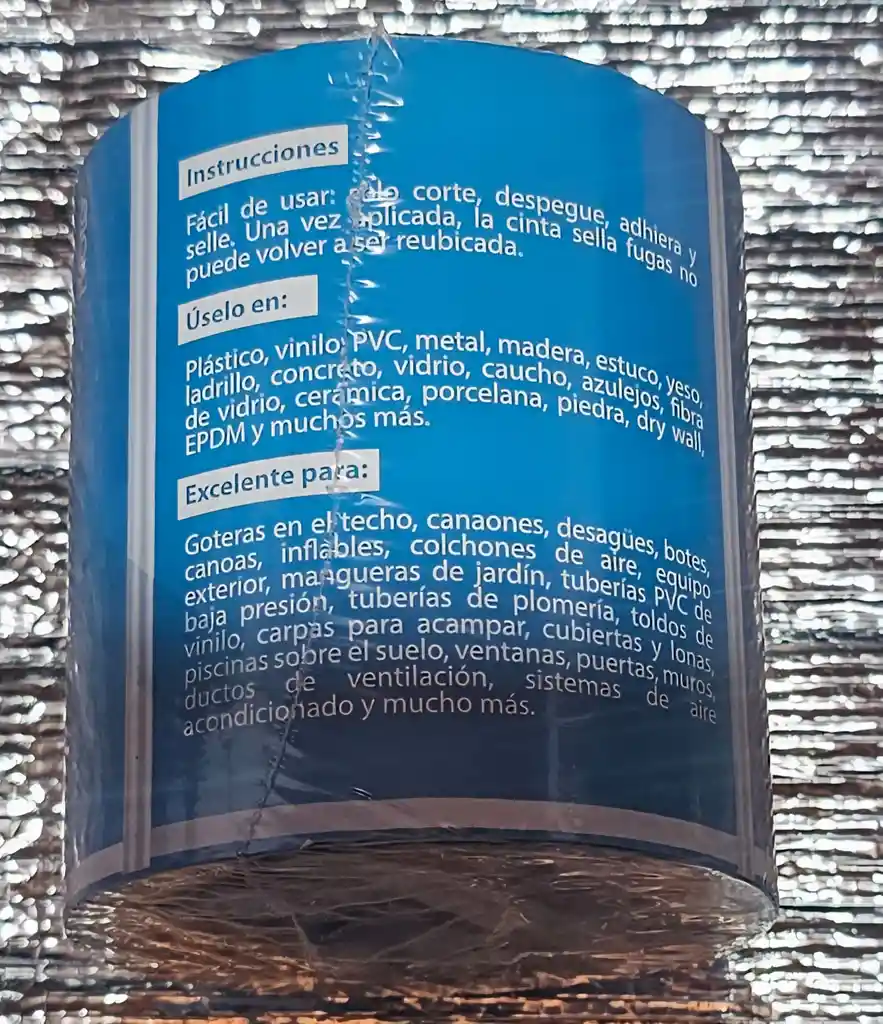 Instrucciones
Fácil de usar: solo corte, despegue, adhiera y
selle. Una vez aplicada, la cinta sella fugas no
puede volver a ser reubicada.
Úselo en:
Plástico, vinilo, PVC, metal, madera, estuco, yeso,
ladrillo, concreto, vidrio, caucho, azulejos, fibra
de vidrio, cerámica, porcelana, piedra, dry wall,
EPDM y muchos más.
Excelente para:
Goteras en el techo, canaones, desagües, botes,
canoas, inflables, colchones de aire, equipo
exterior, mangueras de jardín, tuberías PVC de
baja presión, tuberías de plomería, toldos de
vinilo, carpas para acampar, cubiertas y lonas,
piscinas sobre el suelo, ventanas, puertas, muros,
ductos de ventilación, sistemas de aire
acondicionado y mucho más.